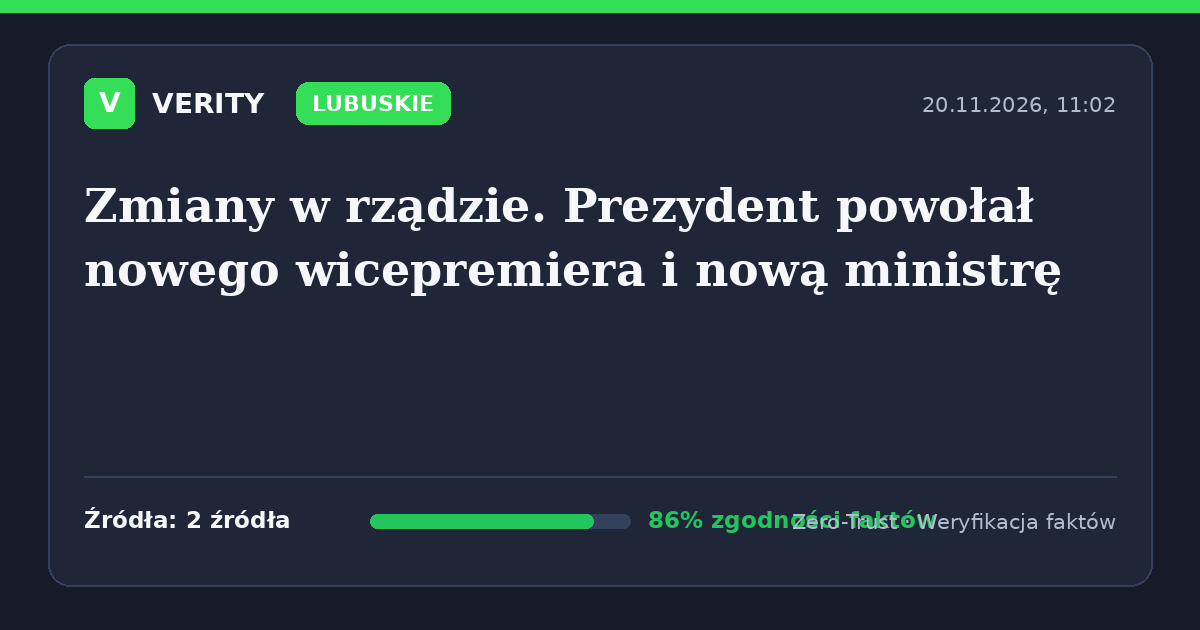 V VERITY LUBUSKIE 20.11.2026, 11:02
Zmiany w rządzie. Prezydent powołał
nowego wicepremiera i nową ministrę
Źródła: 2 źródła 86% zgodności faktów Zero-Trust · Weryfikacja faktów